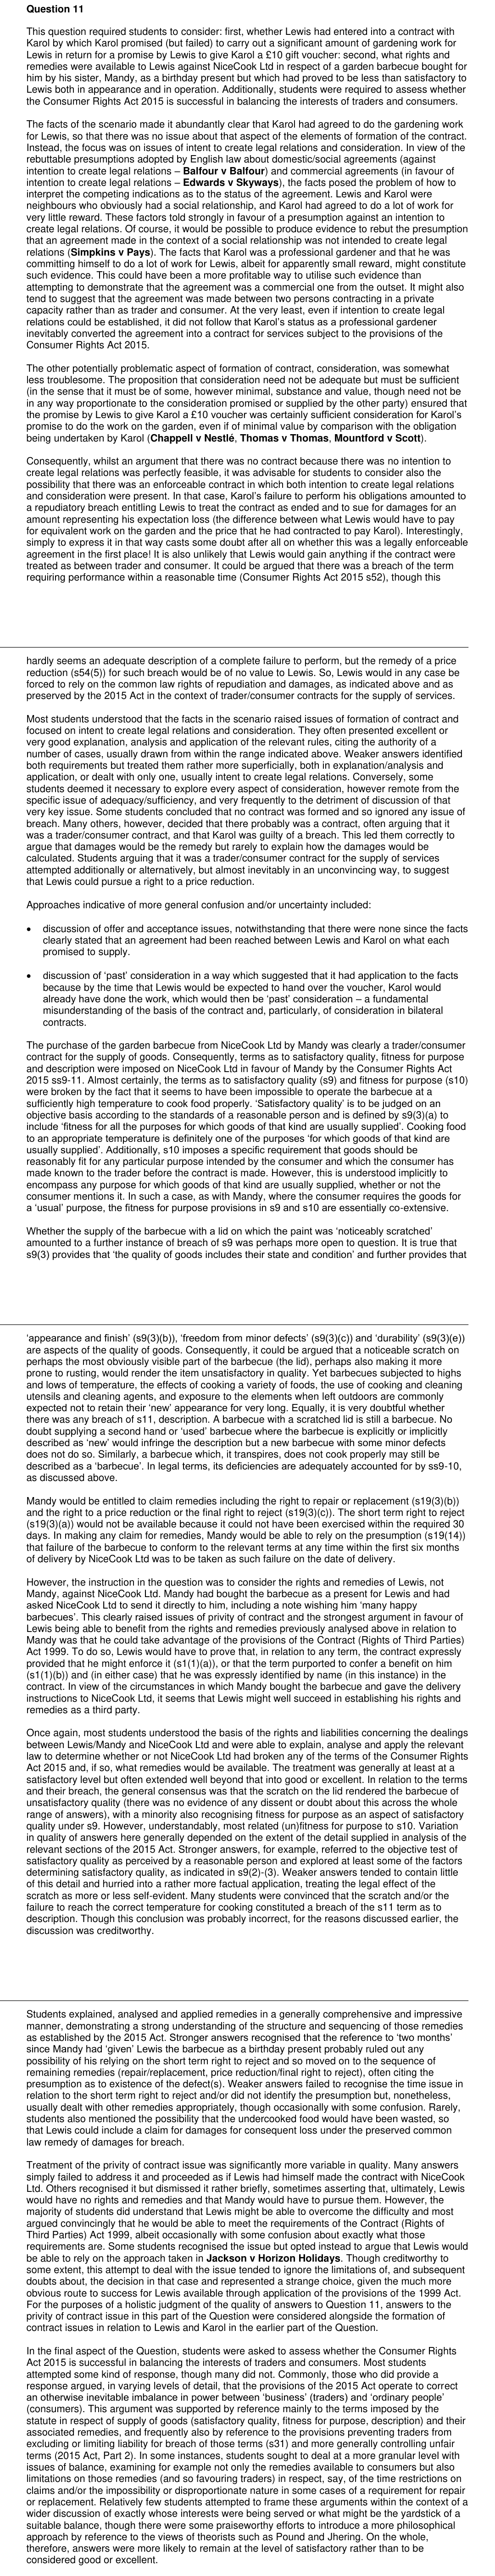 Question 11
This question required students to consider: first, whether Lewis had entered into a contract with
Karol by which Karol promised (but failed) to carry out a significant amount of gardening work for
Lewis in return for a promise by Lewis to give Karol a £10 gift voucher: second, what rights and
remedies were available to Lewis against NiceCook Ltd in respect of a garden barbecue bought for
him by his sister, Mandy, as a birthday present but which had proved to be less than satisfactory to
Lewis both in appearance and in operation. Additionally, students were required to assess whether
the Consumer Rights Act 2015 is successful in balancing the interests of traders and consumers.
The facts of the scenario made it abundantly clear that Karol had agreed to do the gardening work
for Lewis, so that there was no issue about that aspect of the elements of formation of the contract.
Instead, the focus was on issues of intent to create legal relations and consideration. In view of the
rebuttable presumptions adopted by English law about domestic/social agreements (against
intention to create legal relations – Balfour v Balfour) and commercial agreements (in favour of
intention to create legal relations – Edwards v Skyways), the facts posed the problem of how to
interpret the competing indications as to the status of the agreement. Lewis and Karol were
neighbours who obviously had a social relationship, and Karol had agreed to do a lot of work for
very little reward. These factors told strongly in favour of a presumption against an intention to
create legal relations. Of course, it would be possible to produce evidence to rebut the presumption
that an agreement made in the context of a social relationship was not intended to create legal
relations (Simpkins v Pays). The facts that Karol was a professional gardener and that he was
committing himself to do a lot of work for Lewis, albeit for apparently small reward, might constitute
such evidence. This could have been a more profitable way to utilise such evidence than
attempting to demonstrate that the agreement was a commercial one from the outset. It might also
tend to suggest that the agreement was made between two persons contracting in a private
capacity rather than as trader and consumer. At the very least, even if intention to create legal
relations could be established, it did not follow that Karol's status as a professional gardener
inevitably converted the agreement into a contract for services subject to the provisions of the
Consumer Rights Act 2015.
The other potentially problematic aspect of formation of contract, consideration, was somewhat
less troublesome. The proposition that consideration need not be adequate but must be sufficient
(in the sense that it must be of some, however minimal, substance and value, though need not be
in any way proportionate to the consideration promised or supplied by the other party) ensured that
the promise by Lewis to give Karol a £10 voucher was certainly sufficient consideration for Karol's
promise to do the work on the garden, even if of minimal value by comparison with the obligation
being undertaken by Karol (Chappell v Nestlé, Thomas v Thomas, Mountford v Scott).
Consequently, whilst an argument that there was no contract because there was no intention to
create legal relations was perfectly feasible, it was advisable for students to consider also the
possibility that there was an enforceable contract in which both intention to create legal relations
and consideration were present. In that case, Karol's failure to perform his obligations amounted to
a repudiatory breach entitling Lewis to treat the contract as ended and to sue for damages for an
amount representing his expectation loss (the difference between what Lewis would have to pay
for equivalent work on the garden and the price that he had contracted to pay Karol). Interestingly,
simply to express it in that way casts some doubt after all on whether this was a legally enforceable
agreement in the first place! It is also unlikely that Lewis would gain anything if the contract were
treated as between trader and consumer. It could be argued that there was a breach of the term
requiring performance within a reasonable time (Consumer Rights Act 2015 s52), though this
hardly seems an adequate description of a complete failure to perform, but the remedy of a price
reduction (s54(5)) for such breach would be of no value to Lewis. So, Lewis would in any case be
forced to rely on the common law rights of repudiation and damages, as indicated above and as
preserved by the 2015 Act in the context of trader/consumer contracts for the supply of services.
Most students understood that the facts in the scenario raised issues of formation of contract and
focused on intent to create legal relations and consideration. They often presented excellent or
very good explanation, analysis and application of the relevant rules, citing the authority of a
number of cases, usually drawn from within the range indicated above. Weaker answers identified
both requirements but treated them rather more superficially, both in explanation/analysis and
application, or dealt with only one, usually intent to create legal relations. Conversely, some
students deemed it necessary to explore every aspect of consideration, however remote from the
specific issue of adequacy/sufficiency, and very frequently to the detriment of discussion of that
very key issue. Some students concluded that no contract was formed and so ignored any issue of
breach. Many others, however, decided that there probably was a contract, often arguing that it
was a trader/consumer contract, and that Karol was guilty of a breach. This led them correctly to
argue that damages would be the remedy but rarely to explain how the damages would be
calculated. Students arguing that it was a trader/consumer contract for the supply of services
attempted additionally or alternatively, but almost inevitably in an unconvincing way, to suggest
that Lewis could pursue a right to a price reduction.
Approaches indicative of more general confusion and/or uncertainty included:
• discussion of offer and acceptance issues, notwithstanding that there were none since the facts
clearly stated that an agreement had been reached between Lewis and Karol on what each
promised to supply.
• discussion of 'past' consideration in a way which suggested that it had application to the facts
because by the time that Lewis would be expected to hand over the voucher, Karol would
already have done the work, which would then be 'past' consideration – a fundamental
misunderstanding of the basis of the contract and, particularly, of consideration in bilateral
contracts.
The purchase of the garden barbecue from NiceCook Ltd by Mandy was clearly a trader/consumer
contract for the supply of goods. Consequently, terms as to satisfactory quality, fitness for purpose
and description were imposed on NiceCook Ltd in favour of Mandy by the Consumer Rights Act
2015 ss9-11. Almost certainly, the terms as to satisfactory quality (s9) and fitness for purpose (s10)
were broken by the fact that it seems to have been impossible to operate the barbecue at a
sufficiently high temperature to cook food properly. 'Satisfactory quality' is to be judged on an
objective basis according to the standards of a reasonable person and is defined by s9(3)(a) to
include 'fitness for all the purposes for which goods of that kind are usually supplied'. Cooking food
to an appropriate temperature is definitely one of the purposes 'for which goods of that kind are
usually supplied'. Additionally, s10 imposes a specific requirement that goods should be
reasonably fit for any particular purpose intended by the consumer and which the consumer has
made known to the trader before the contract is made. However, this is understood implicitly to
encompass any purpose for which goods of that kind are usually supplied, whether or not the
consumer mentions it. In such a case, as with Mandy, where the consumer requires the goods for
a 'usual' purpose, the fitness for purpose provisions in s9 and s10 are essentially co-extensive.
Whether the supply of the barbecue with a lid on which the paint was 'noticeably scratched'
amounted to a further instance of breach of s9 was perhaps more open to question. It is true that
s9(3) provides that 'the quality of goods includes their state and condition' and further provides that
'appearance and finish' (s9(3)(b)), 'freedom from minor defects' (s9(3)(c)) and 'durability' (s9(3)(e))
are aspects of the quality of goods. Consequently, it could be argued that a noticeable scratch on
perhaps the most obviously visible part of the barbecue (the lid), perhaps also making it more
prone to rusting, would render the item unsatisfactory in quality. Yet barbecues subjected to highs
and lows of temperature, the effects of cooking a variety of foods, the use of cooking and cleaning
utensils and cleaning agents, and exposure to the elements when left outdoors are commonly
expected not to retain their 'new' appearance for very long. Equally, it is very doubtful whether
there was any breach of s11, description. A barbecue with a scratched lid is still a barbecue. No
doubt supplying a second hand or 'used' barbecue where the barbecue is explicitly or implicitly
described as 'new' would infringe the description but a new barbecue with some minor defects
does not do so. Similarly, a barbecue which, it transpires, does not cook properly may still be
described as a 'barbecue'. In legal terms, its deficiencies are adequately accounted for by ss9-10,
as discussed above.
Mandy would be entitled to claim remedies including the right to repair or replacement (s19(3)(b))
and the right to a price reduction or the final right to reject (s19(3)(c)). The short term right to reject
(s19(3)(a)) would not be available because it could not have been exercised within the required 30
days. In making any claim for remedies, Mandy would be able to rely on the presumption (s19(14))
that failure of the barbecue to conform to the relevant terms at any time within the first six months
of delivery by NiceCook Ltd was to be taken as such failure on the date of delivery.
However, the instruction in the question was to consider the rights and remedies of Lewis, not
Mandy, against NiceCook Ltd. Mandy had bought the barbecue as a present for Lewis and had
asked NiceCook Ltd to send it directly to him, including a note wishing him 'many happy
barbecues'. This clearly raised issues of privity of contract and the strongest argument in favour of
Lewis being able to benefit from the rights and remedies previously analysed above in relation to
Mandy was that he could take advantage of the provisions of the Contract (Rights of Third Parties)
Act 1999. To do so, Lewis would have to prove that, in relation to any term, the contract expressly
provided that he might enforce it (s1(1)(a)), or that the term purported to confer a benefit on him
(s1(1)(b)) and (in either case) that he was expressly identified by name (in this instance) in the
contract. In view of the circumstances in which Mandy bought the barbecue and gave the delivery
instructions to NiceCook Ltd, it seems that Lewis might well succeed in establishing his rights and
remedies as a third party.
Once again, most students understood the basis of the rights and liabilities concerning the dealings
between Lewis/Mandy and NiceCook Ltd and were able to explain, analyse and apply the relevant
law to determine whether or not NiceCook Ltd had broken any of the terms of the Consumer Rights
Act 2015 and, if so, what remedies would be available. The treatment was generally at least at a
satisfactory level but often extended well beyond that into good or excellent. In relation to the terms
and their breach, the general consensus was that the scratch on the lid rendered the barbecue of
unsatisfactory quality (there was no evidence of any dissent or doubt about this across the whole
range of answers), with a minority also recognising fitness for purpose as an aspect of satisfactory
quality under s9. However, understandably, most related (un)fitness for purpose to s10. Variation
in quality of answers here generally depended on the extent of the detail supplied in analysis of the
relevant sections of the 2015 Act. Stronger answers, for example, referred to the objective test of
satisfactory quality as perceived by a reasonable person and explored at least some of the factors
determining satisfactory quality, as indicated in s9(2)-(3). Weaker answers tended to contain little
of this detail and hurried into a rather more factual application, treating the legal effect of the
scratch as more or less self-evident. Many students were convinced that the scratch and/or the
failure to reach the correct temperature for cooking constituted a breach of the s11 term as to
description. Though this conclusion was probably incorrect, for the reasons discussed earlier, the
discussion was creditworthy.
Students explained, analysed and applied remedies in a generally comprehensive and impressive
manner, demonstrating a strong understanding of the structure and sequencing of those remedies
as established by the 2015 Act. Stronger answers recognised that the reference to 'two months'
since Mandy had 'given' Lewis the barbecue as a birthday present probably ruled out any
possibility of his relying on the short term right to reject and so moved on to the sequence of
remaining remedies (repair/replacement, price reduction/final right to reject), often citing the
presumption as to existence of the defect(s). Weaker answers failed to recognise the time issue in
relation to the short term right to reject and/or did not identify the presumption but, nonetheless,
usually dealt with other remedies appropriately, though occasionally with some confusion. Rarely,
students also mentioned the possibility that the undercooked food would have been wasted, so
that Lewis could include a claim for damages for consequent loss under the preserved common
law remedy of damages for breach.
Treatment of the privity of contract issue was significantly more variable in quality. Many answers
simply failed to address it and proceeded as if Lewis had himself made the contract with NiceCook
Ltd. Others recognised it but dismissed it rather briefly, sometimes asserting that, ultimately, Lewis
would have no rights and remedies and that Mandy would have to pursue them. However, the
majority of students did understand that Lewis might be able to overcome the difficulty and most
argued convincingly that he would be able to meet the requirements of the Contract (Rights of
Third Parties) Act 1999, albeit occasionally with some confusion about exactly what those
requirements are. Some students recognised the issue but opted instead to argue that Lewis would
be able to rely on the approach taken in Jackson v Horizon Holidays. Though creditworthy to
some extent, this attempt to deal with the issue tended to ignore the limitations of, and subsequent
doubts about, the decision in that case and represented a strange choice, given the much more
obvious route to success for Lewis available through application of the provisions of the 1999 Act.
For the purposes of a holistic judgment of the quality of answers to Question 11, answers to the
privity of contract issue in this part of the Question were considered alongside the formation of
contract issues in relation to Lewis and Karol in the earlier part of the Question.
In the final aspect of the Question, students were asked to assess whether the Consumer Rights
Act 2015 is successful in balancing the interests of traders and consumers. Most students
attempted some kind of response, though many did not. Commonly, those who did provide a
response argued, in varying levels of detail, that the provisions of the 2015 Act operate to correct
an otherwise inevitable imbalance in power between 'business' (traders) and 'ordinary people'
(consumers). This argument was supported by reference mainly to the terms imposed by the
statute in respect of supply of goods (satisfactory quality, fitness for purpose, description) and their
associated remedies, and frequently also by reference to the provisions preventing traders from
excluding or limiting liability for breach of those terms (s31) and more generally controlling unfair
terms (2015 Act, Part 2). In some instances, students sought to deal at a more granular level with
issues of balance, examining for example not only the remedies available to consumers but also
limitations on those remedies (and so favouring traders) in respect, say, of the time restrictions on
claims and/or the impossibility or disproportionate nature in some cases of a requirement for repair
or replacement. Relatively few students attempted to frame these arguments within the context of a
wider discussion of exactly whose interests were being served or what might be the yardstick of a
suitable balance, though there were some praiseworthy efforts to introduce a more philosophical
approach by reference to the views of theorists such as Pound and Jhering. On the whole,
therefore, answers were more likely to remain at the level of satisfactory rather than to be
considered good or excellent.